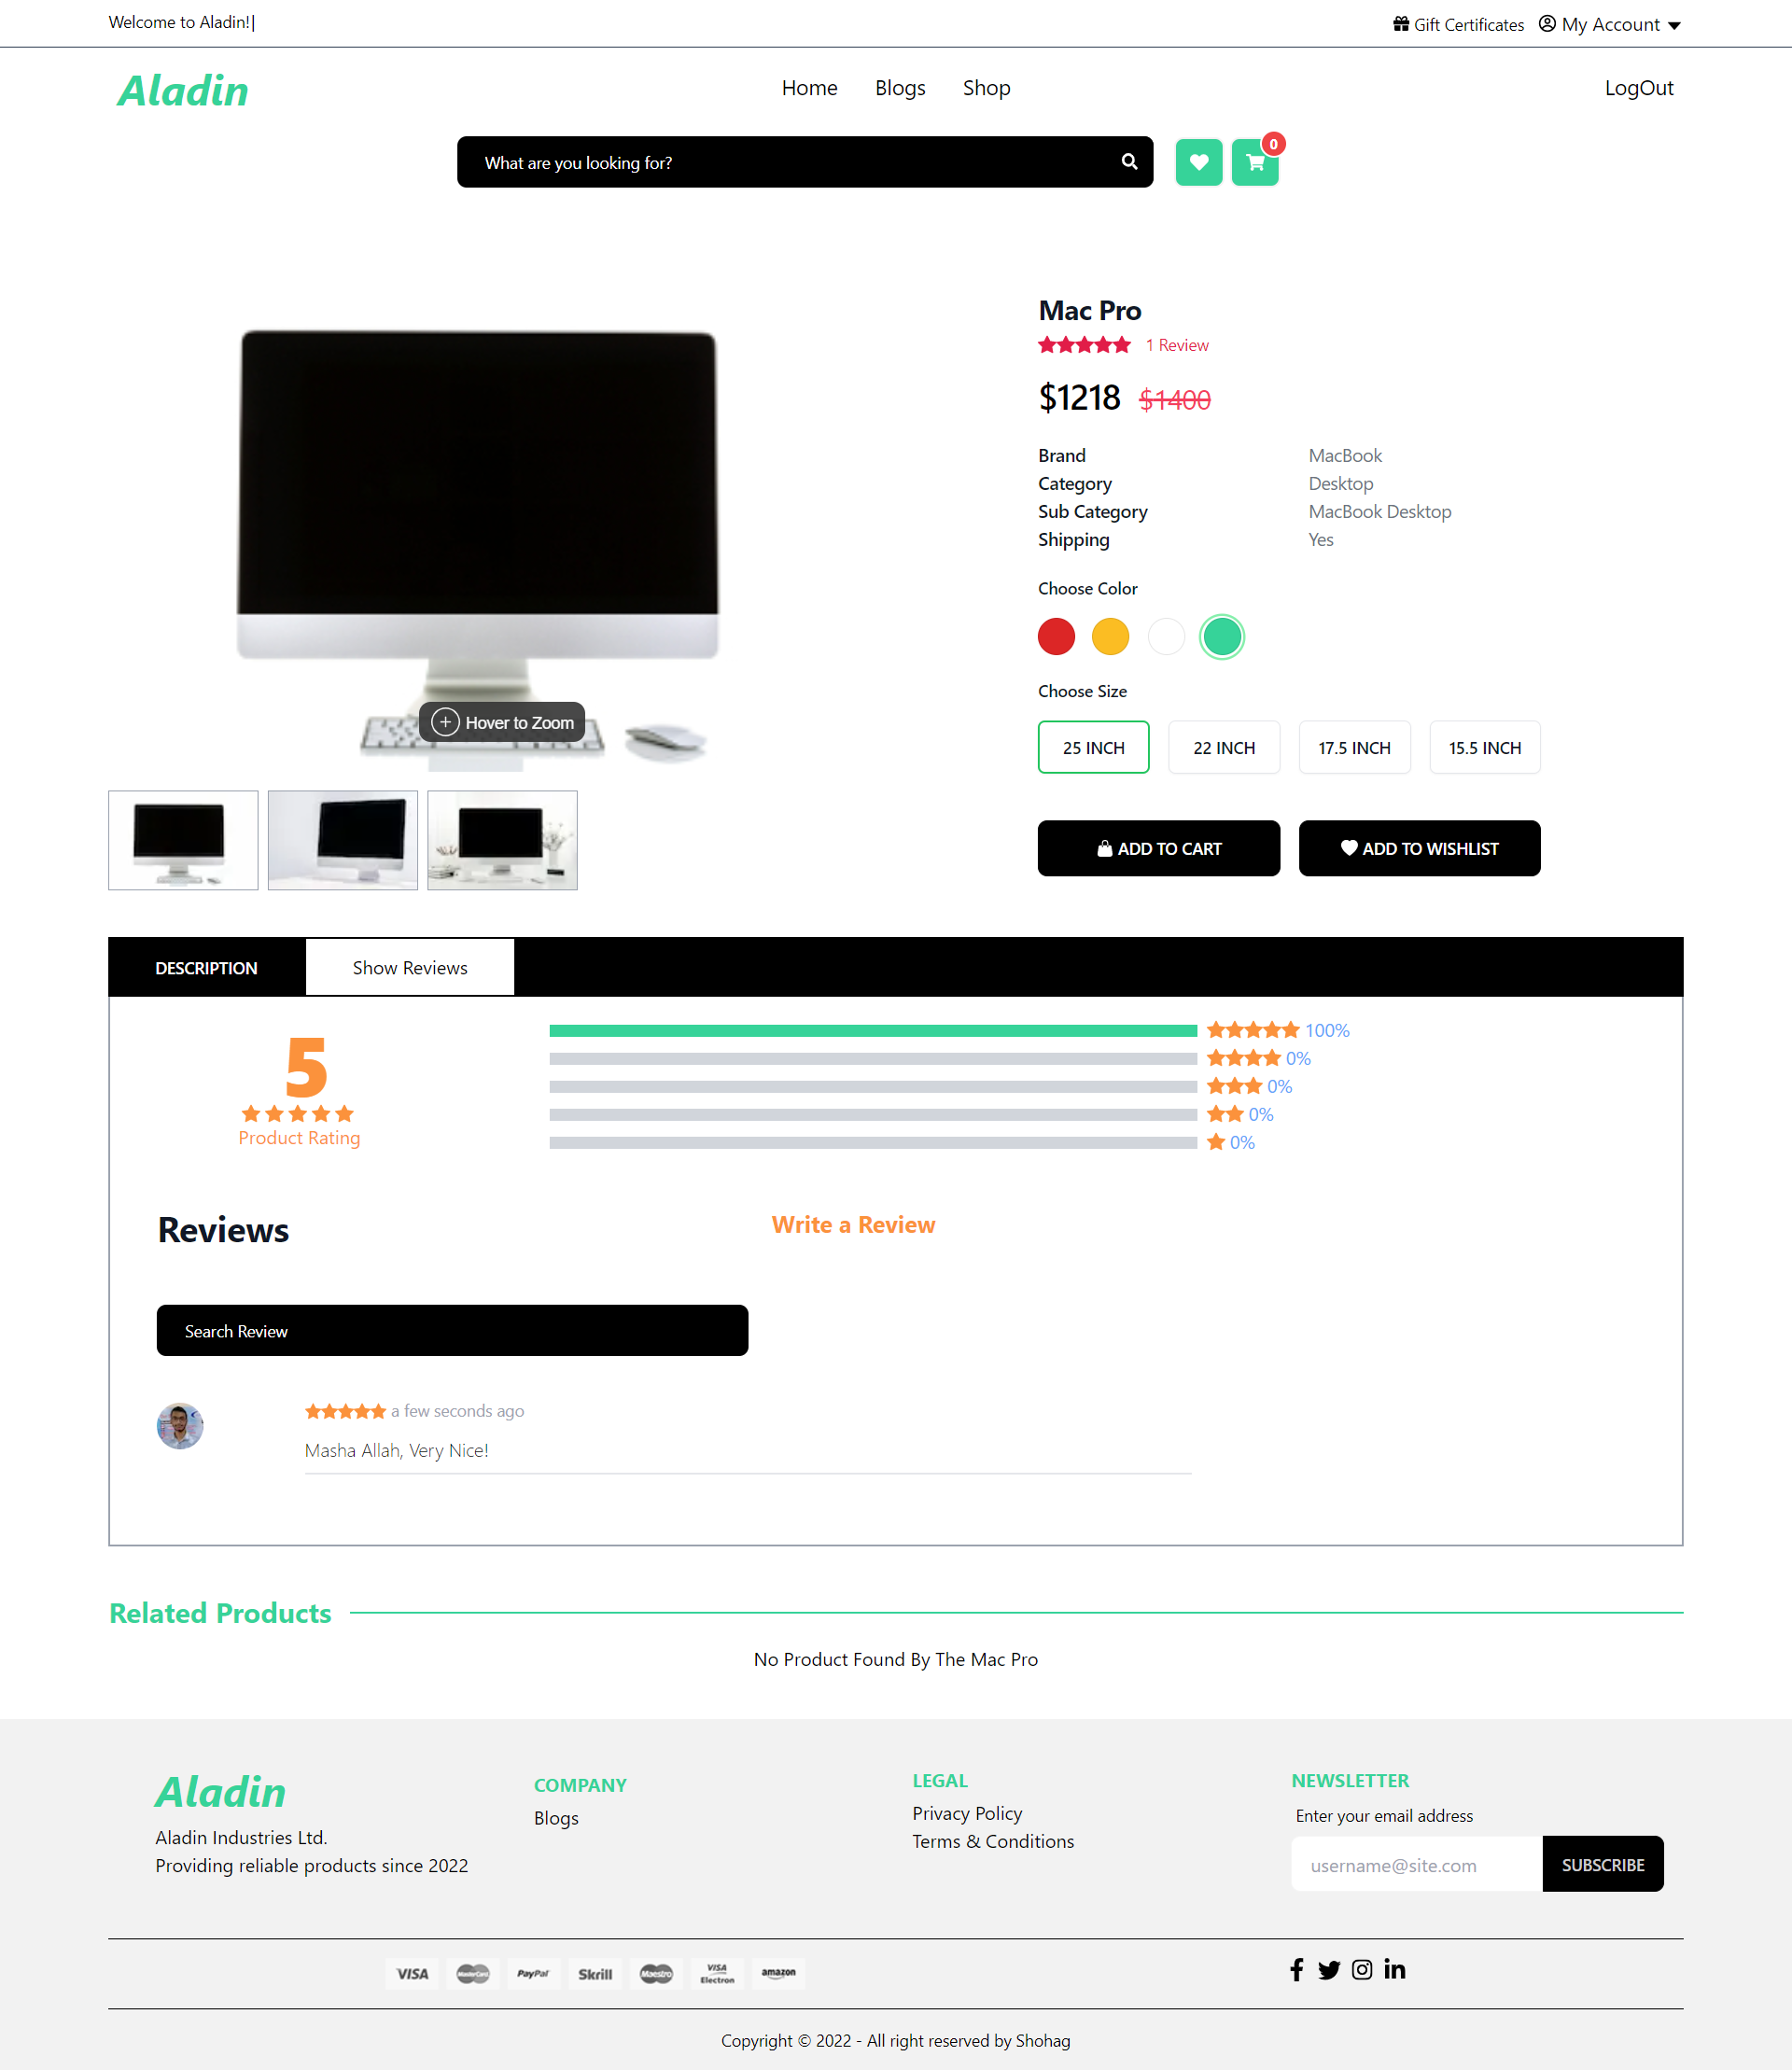 Welcome to Aladin!|
Gift Certificates
My Account
Aladin
Home
Blogs
Shop
LogOut
What are you looking for?
0
Mac Pro
1 Review
$1218 $1400
Brand MacBook
Category Desktop
Sub Category MacBook Desktop
Shipping Yes
Choose Color
Choose Size
25 INCH
22 INCH
17.5 INCH
15.5 INCH
Hover to Zoom
ADD TO CART
ADD TO WISHLIST
DESCRIPTION
Show Reviews
5
Product Rating
100%
0%
0%
0%
0%
Reviews
Write a Review
Search Review
a few seconds ago
Masha Allah, Very Nice!
Related Products
No Product Found By The Mac Pro
Aladin
Aladin Industries Ltd.
Providing reliable products since 2022
COMPANY
Blogs
LEGAL
Privacy Policy
Terms & Conditions
NEWSLETTER
Enter your email address
username@site.com
SUBSCRIBE
VISA
MasterCard
PayPal
Skrill
Maestro
VISA
Electron
amazon
Copyright © 2022 - All right reserved by Shohag